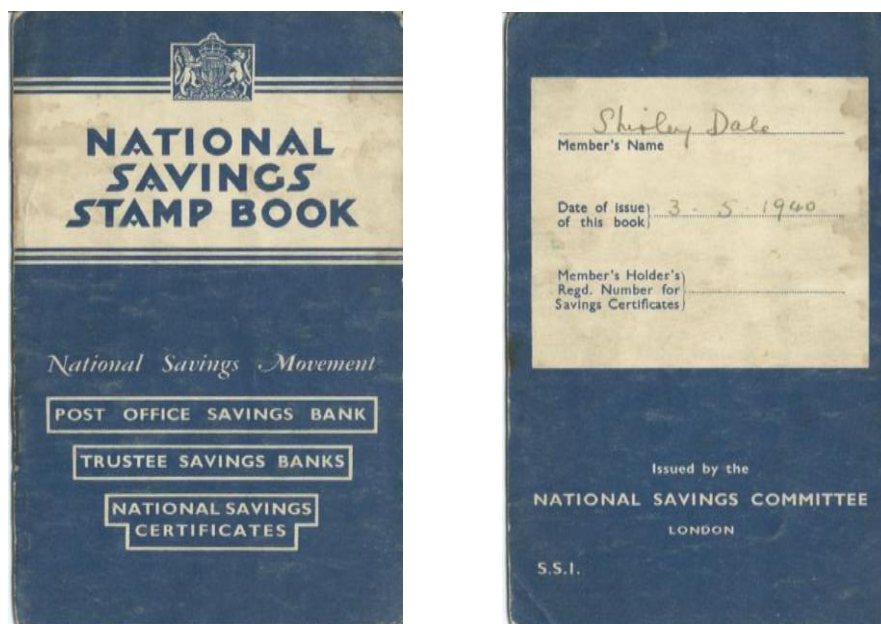 NATIONAL
SAVINGS
STAMP BOOK
National Savings Movement
POST OFFICE SAVINGS BANK
TRUSTEE SAVINGS BANKS
NATIONAL SAVINGS
CERTIFICATES
Shirley Dale
Member's Name
Date of issue
of this book) 3 - 5 - 1940
Member's Holder's
Regd. Number for
Savings Certificates
Issued by the
NATIONAL SAVINGS COMMITTEE
LONDON
S.S.I.